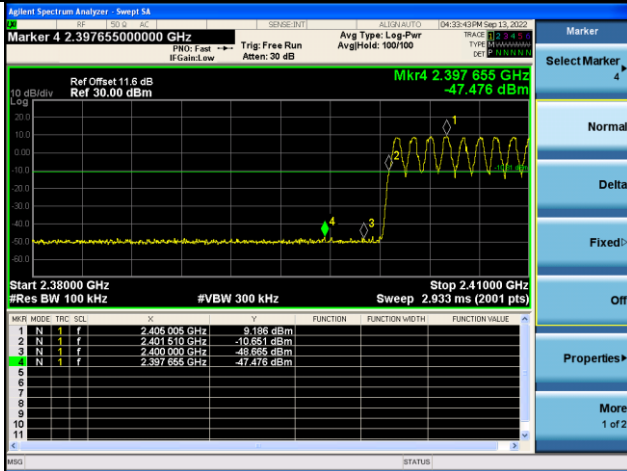 Agilent Spectrum Analyzer - Swept SA
RF 50 Ω AC SENSE:INT ALIGNAUTO 04:33:43PM Sep 13, 2022
Marker 4 2.397655000000 GHz
PNO: Fast
IFGain:Low
Trig: Free Run
Atten: 30 dB
Avg Type: Log-Pwr
Avg|Hold: 100/100
TRACE 1 2 3 4 5 6
TYPE M
DET P N N N N N
Ref Offset 11.6 dB
Ref 30.00 dBm
10 dB/div
Log
Mkr4 2.397 655 GHz
-47.476 dBm
20.0
10.0
0.00
-10.0
-20.0
-30.0
-40.0
-50.0
-60.0
1
2
3
4
Start 2.38000 GHz
Stop 2.41000 GHz
#Res BW 100 kHz
#VBW 300 kHz
Sweep 2.933 ms (2001 pts)
MKR MODE TRC SCL X Y FUNCTION FUNCTION WIDTH FUNCTION VALUE
1 N 1 f 2.405 005 GHz 9.186 dBm
2 N 1 f 2.401 510 GHz -10.651 dBm
3 N 1 f 2.400 000 GHz -48.665 dBm
4 N 1 f 2.397 655 GHz -47.476 dBm
5
6
7
8
9
10
11
MSG
STATUS
Marker
Select Marker
4
Normal
Delta
Fixed
Off
Properties
More
1 of 2